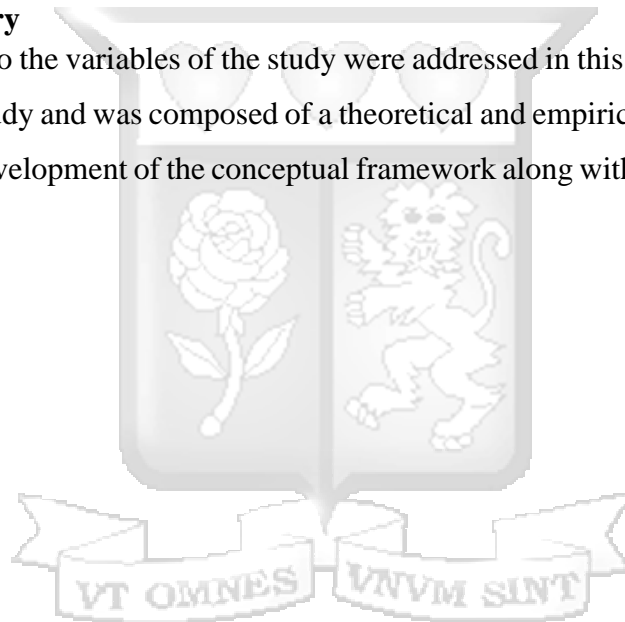 ry
o the variables of the study were addressed in this
dy and was composed of a theoretical and empiric
velopment of the conceptual framework along with
VT OMNES VNVM SINT